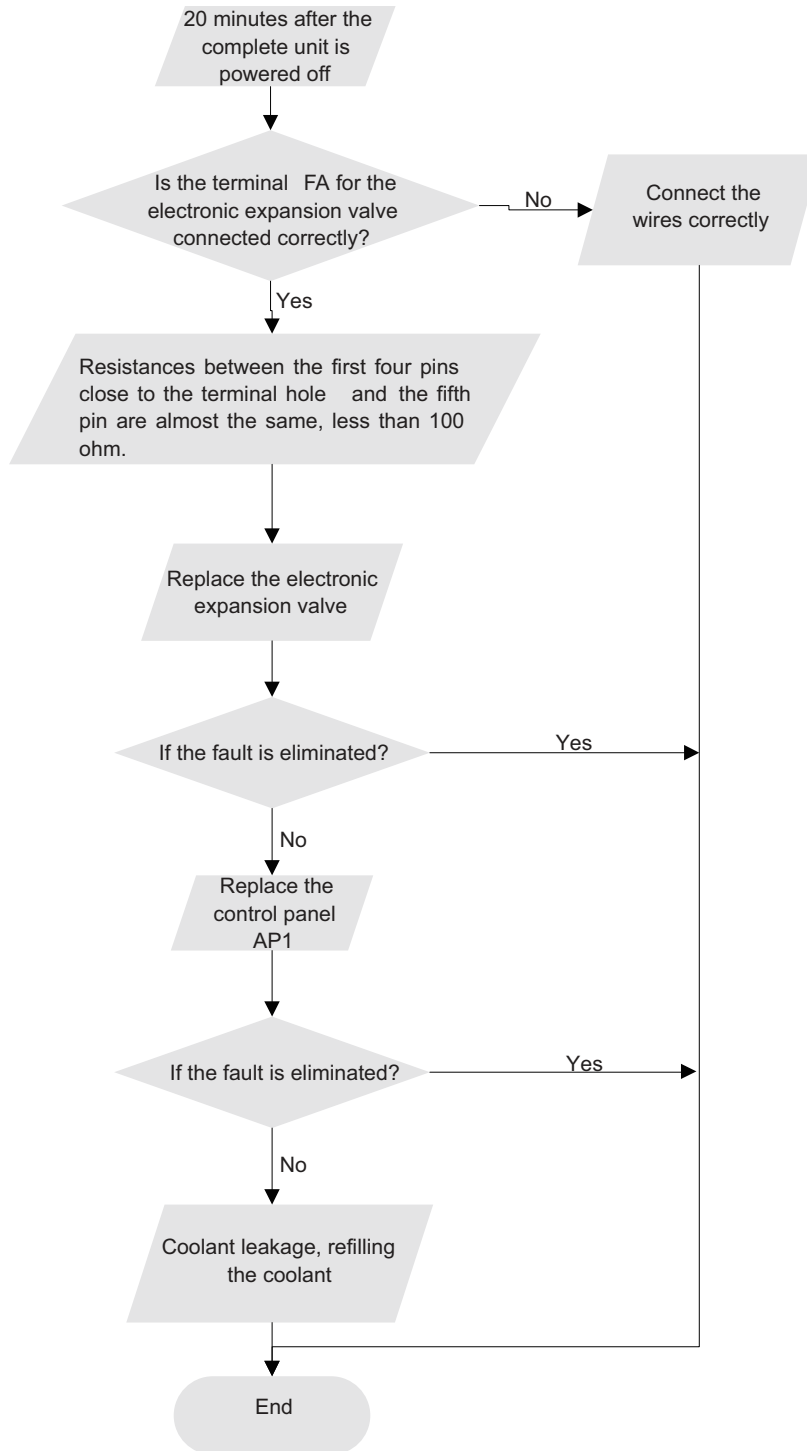 20 minutes after the
complete unit is
powered off
Is the terminal FA for the
electronic expansion valve
connected correctly?
No
Connect the
wires correctly
Yes
Resistances between the first four pins
close to the terminal hole and the fifth
pin are almost the same, less than 100
ohm.
Replace the electronic
expansion valve
If the fault is eliminated?
Yes
No
Replace the
control panel
AP1
If the fault is eliminated?
Yes
No
Coolant leakage, refilling
the coolant
End